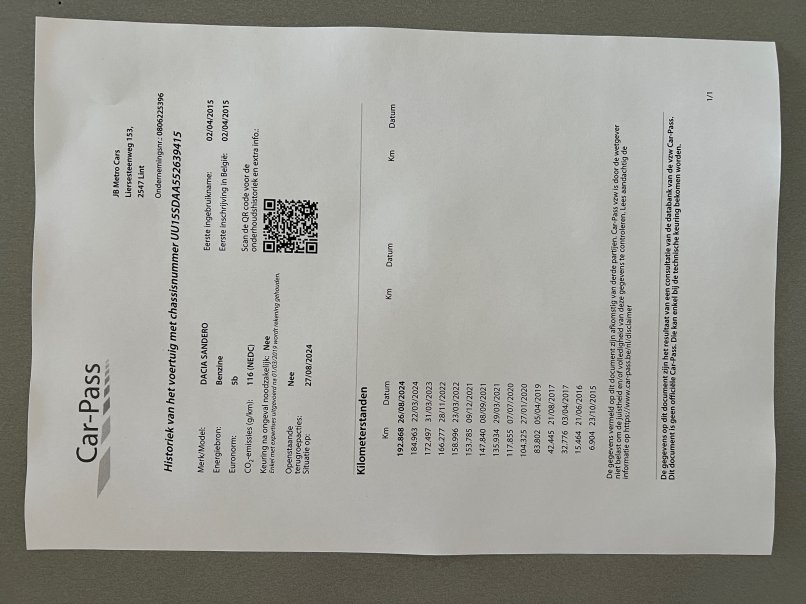 Car-Pass
JB Metro Cars
Liersesteenweg 153,
2547 Lint
Ondernemingsnr.: 0806225396
Historiek van het voertuig met chassisnummer UU15SDAA552639415
Merk/Model: DACIA SANDERO
Energiebron: Benzine
Euronorm: 5b
CO₂-emissies (g/km): 116 (NEDC)
Keuring na ongeval noodzakelijk: Nee
Enkel met expertises uitgevoerd na 01/03/2019 wordt rekening gehouden.
Openstaande terugroepacties: Nee
Situatie op: 27/08/2024
Eerste ingebruikname: 02/04/2015
Eerste inschrijving in België: 02/04/2015
Scan de QR code voor de
onderhoudshistoriek en extra info.:
Kilometerstanden
Km Datum Km Datum Km Datum
192.868 26/08/2024
184.963 22/03/2024
172.497 31/03/2023
166.277 28/11/2022
158.996 23/03/2022
153.785 09/12/2021
147.840 08/09/2021
135.934 29/03/2021
117.855 07/07/2020
104.325 27/01/2020
83.802 05/04/2019
42.445 21/08/2017
32.776 03/04/2017
15.464 21/06/2016
6.904 23/10/2015
De gegevens vermeld op dit document zijn afkomstig van derde partijen. Car-Pass vzw is door de wetgever
niet belast om de juistheid en/of volledigheid van deze gegevens te controleren. Lees aandachtig de
informatie op https://www.car-pass.be/nl/disclaimer
De gegevens op dit document zijn het resultaat van een consultatie van de databank van de vzw Car-Pass.
Dit document is geen officiële Car-Pass. Die kan enkel bij de technische keuring bekomen worden.
1/1